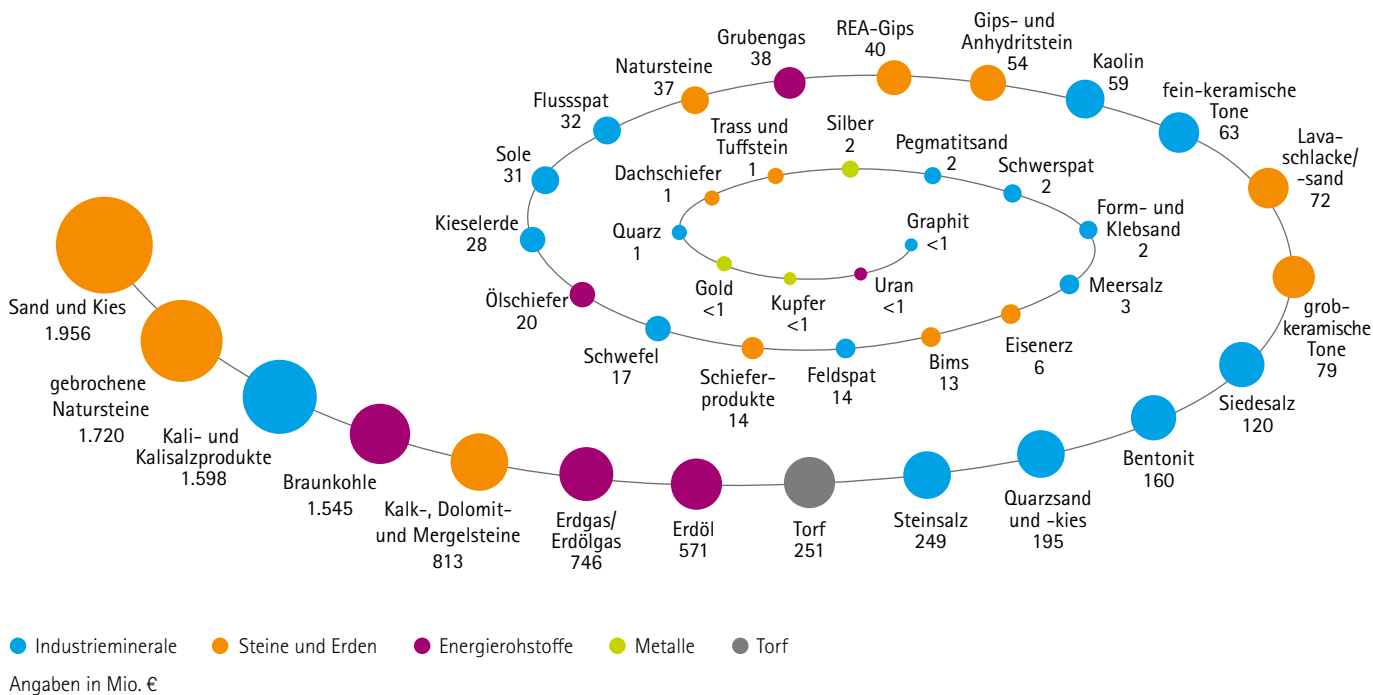 Sand und Kies
1.956
gebrochene
Natursteine
1.720
Kali- und
Kalisalzprodukte
1.598
Braunkohle
1.545
Kalk-, Dolomit-
und Mergelsteine
813
Erdgas/
Erdölgas
746
Erdöl
571
Torf
251
Steinsalz
249
Quarzsand
und -kies
195
Bentonit
160
Siedesalz
120
grob-
keramische
Tone
79
Lava-
schlacke/
-sand
72
fein-keramische
Tone
63
Kaolin
59
Gips- und
Anhydritstein
54
REA-Gips
40
Grubengas
38
Natursteine
37
Flussspat
32
Sole
31
Kieselerde
28
Ölschiefer
20
Schwefel
17
Schiefer-
produkte
14
Feldspat
14
Bims
13
Eisenerz
6
Meersalz
3
Form- und
Klebsand
2
Schwerspat
2
Pegmatitsand
2
Silber
2
Trass und
Tuffstein
1
Dachschiefer
1
Quarz
1
Gold
<1
Kupfer
<1
Uran
<1
Graphit
<1
Industrieminerale
Steine und Erden
Energierohstoffe
Metalle
Torf
Angaben in Mio. €